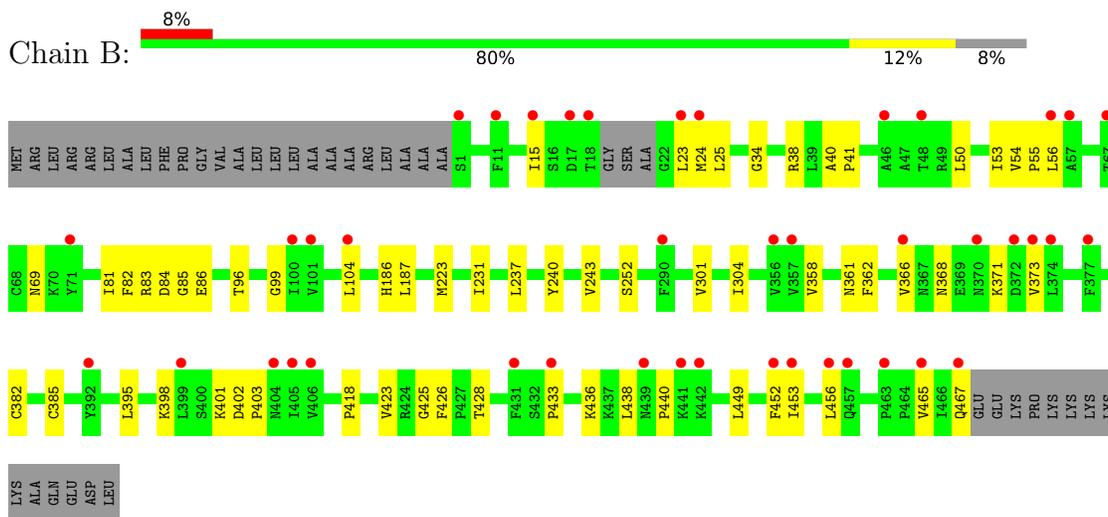 8%
Chain B:
80% 12% 8%
MET ARG LEU ARG ARG LEU ALA LEU PHE PRO GLY VAL ALA LEU LEU LEU ALA ALA ALA ARG LEU ALA ALA ALA S1 F11 I15 S16 D17 T18 GLY SER ALA G22 L23 M24 L25 G34 R38 L39 A40 P41 A46 A47 T48 R49 L50 I53 V54 P55 L56 A57 T67
C68 N69 K70 Y71 I81 F82 R83 D84 G85 E86 T96 G99 I100 V101 L104 H186 L187 M223 I231 L237 Y240 V243 S252 F290 V301 I304 V356 V357 V358 N361 F362 V366 N367 N368 E369 N370 K371 D372 V373 L374 F377
C382 C385 Y392 L395 K398 L399 S400 K401 D402 P403 N404 I405 V406 P418 V423 R424 G425 F426 P427 T428 F431 S432 P433 K436 K437 L438 N439 P440 K441 K442 L449 F452 I453 L456 Q457 P463 P464 V465 I466 Q467 GLU GLU LYS PRO LYS LYS LYS LYS
LYS ALA GLN GLU ASP LEU